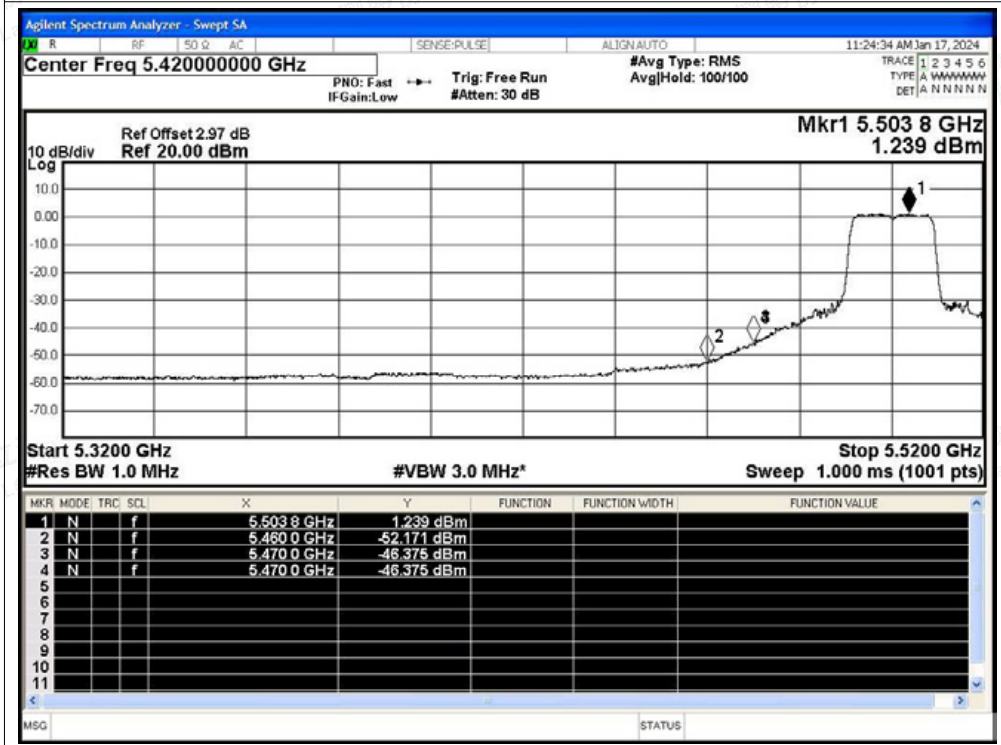 Agilent Spectrum Analyzer - Swept SA
LXI R RF 50 Ω AC SENSE:PULSE ALIGN AUTO 11:24:34 AM Jan 17, 2024
Center Freq 5.420000000 GHz #Avg Type: RMS TRACE 1 2 3 4 5 6
PNO: Fast Trig: Free Run Avg|Hold: 100/100 TYPE A WWWWW
IFGain:Low #Atten: 30 dB DET A N N N N N
Mkr1 5.503 8 GHz
Ref Offset 2.97 dB
10 dB/div Ref 20.00 dBm 1.239 dBm
Log
10.0
0.00
-10.0
-20.0
-30.0
-40.0
-50.0
-60.0
-70.0
1
2
Start 5.3200 GHz Stop 5.5200 GHz
#Res BW 1.0 MHz #VBW 3.0 MHz* Sweep 1.000 ms (1001 pts)
MKR MODE TRC SCL X Y FUNCTION FUNCTION WIDTH FUNCTION VALUE
1 N f 5.503 8 GHz 1.239 dBm
2 N f 5.460 0 GHz -52.171 dBm
3 N f 5.470 0 GHz -46.375 dBm
4 N f 5.470 0 GHz -46.375 dBm
5
6
7
8
9
10
11
MSG STATUS